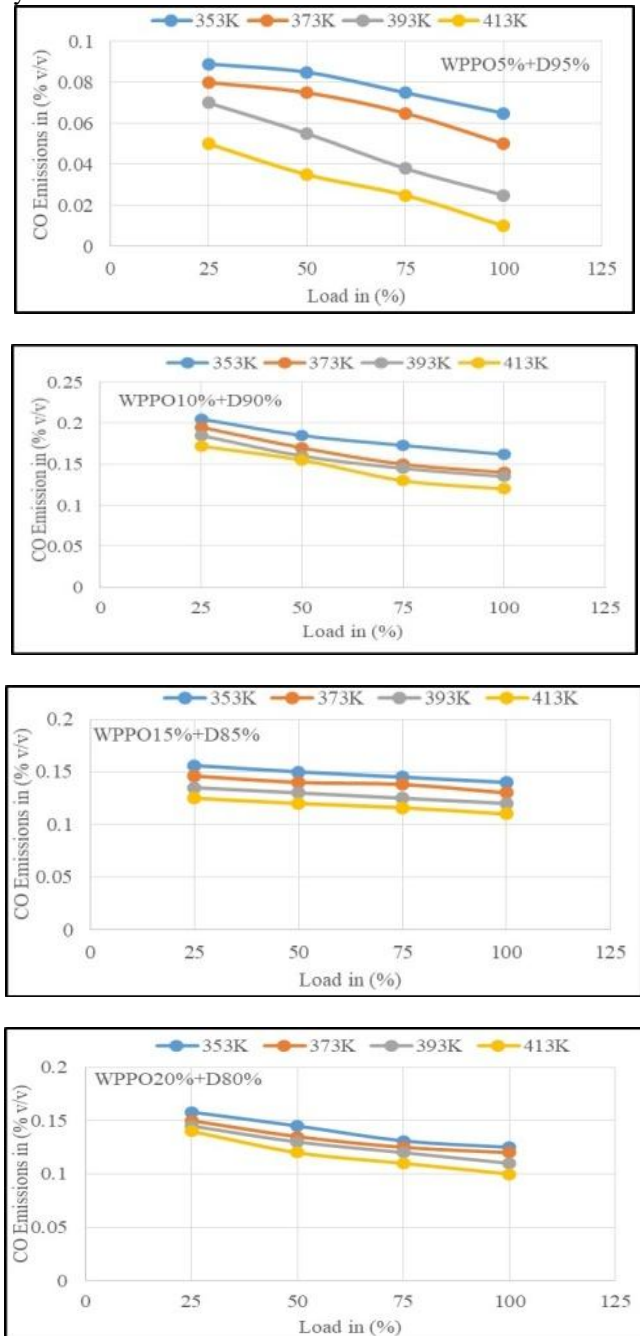 y
353K 373K 393K 413K
WPPO5%+D95%
CO Emissions in (% v/v)
0.1
0.08
0.06
0.04
0.02
0
0 25 50 75 100 125
Load in (%)
353K 373K 393K 413K
WPPO10%+D90%
CO Emission in (% v/v)
0.25
0.2
0.15
0.1
0.05
0
0 25 50 75 100 125
Load in (%)
353K 373K 393K 413K
WPPO15%+D85%
CO Emissions in (% v/v)
0.2
0.15
0.1
0.05
0
0 25 50 75 100 125
Load in (%)
353K 373K 393K 413K
WPPO20%+D80%
CO Emissions in (% v/v)
0.2
0.15
0.1
0.05
0
0 25 50 75 100 125
Load in (%)